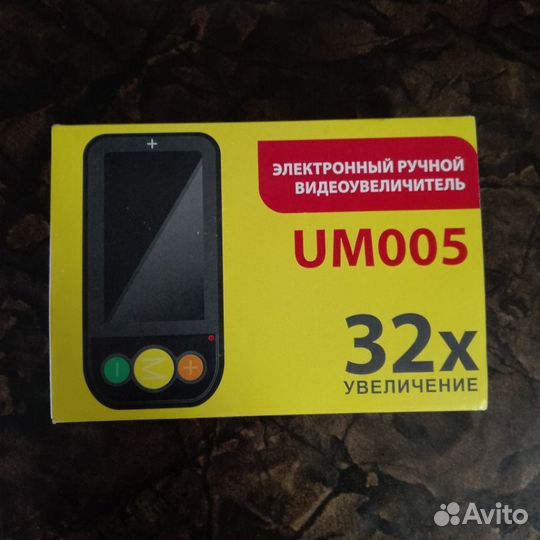 ЭЛЕКТРОННЫЙ РУЧНОЙ
ВИДЕОУВЕЛИЧИТЕЛЬ
UM005
32x
УВЕЛИЧЕНИЕ
+
− M +
Avito